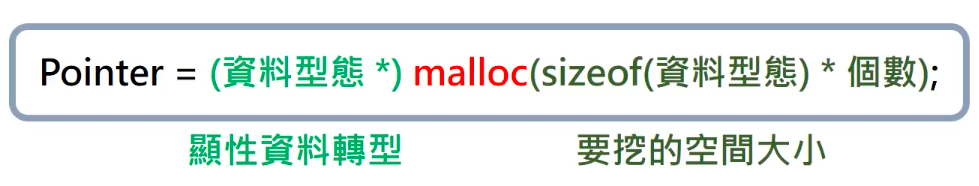 Pointer = (資料型態 *) malloc(sizeof(資料型態) * 個數);
顯性資料轉型 要挖的空間大小